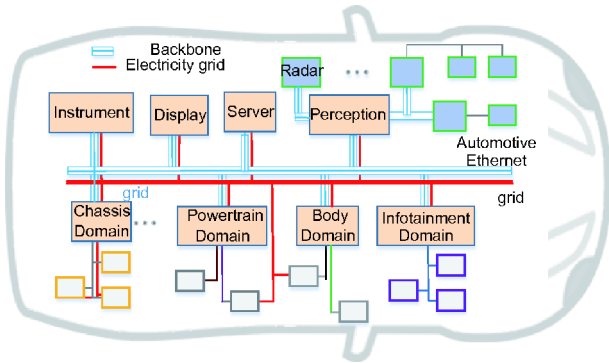 Backbone
Electricity grid
Radar
Instrument
Display
Server
Perception
Automotive
Ethernet
grid
grid
Chassis
Domain
Powertrain
Domain
Body
Domain
Infotainment
Domain